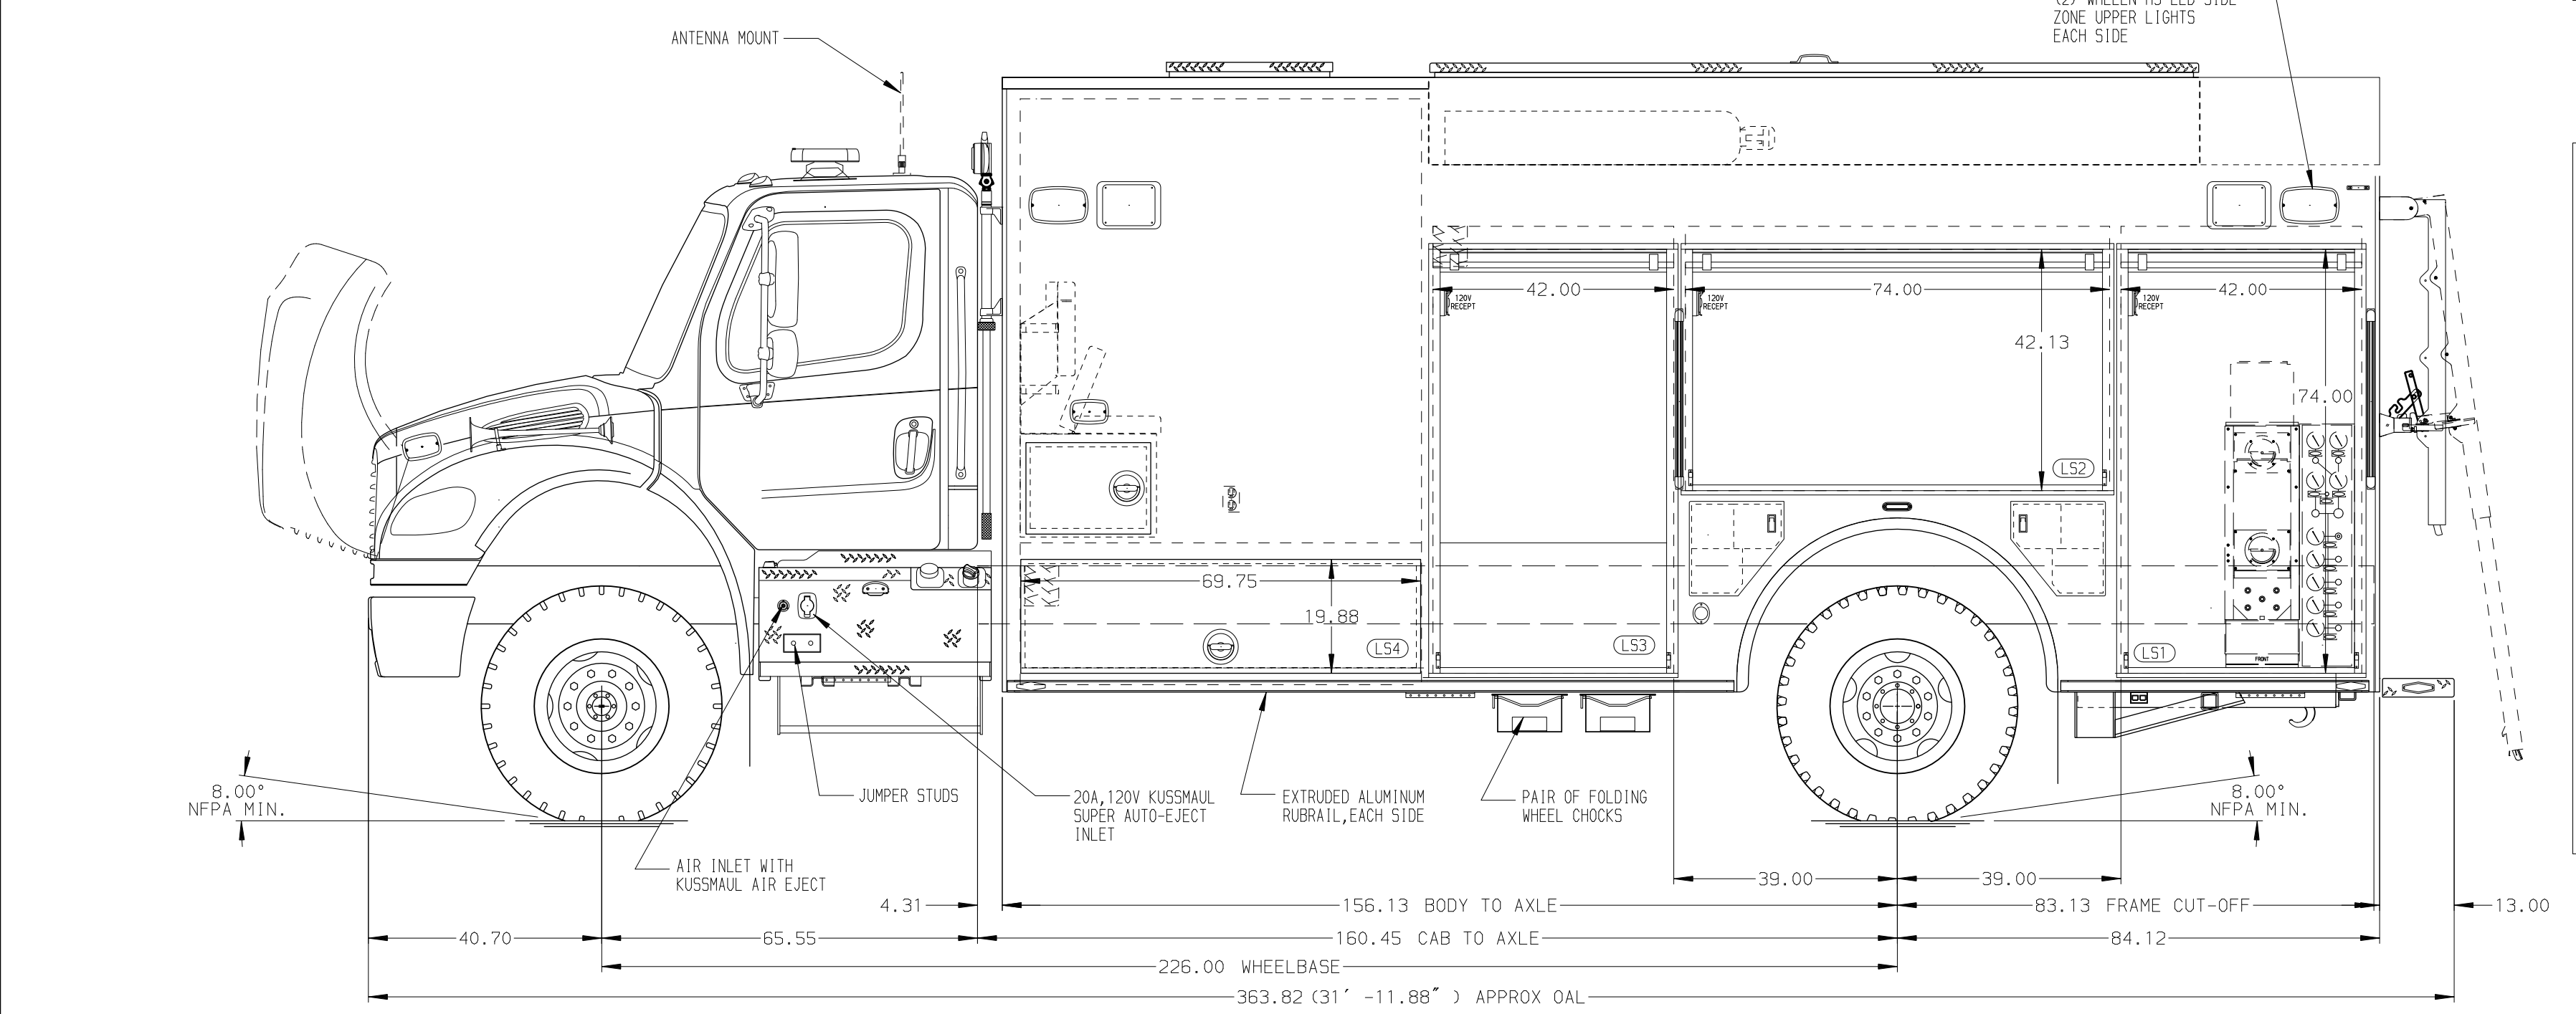 (2) WHELEN M9 LED SIDE
ZONE UPPER LIGHTS
EACH SIDE
ANTENNA MOUNT
42.00
74.00
42.00
120V
RECEPT
120V
RECEPT
120V
RECEPT
42.13
74.00
LS2
69.75
19.88
LS4
LS3
LS1
FRONT
8.00°
NFPA MIN.
JUMPER STUDS
20A,120V KUSSMAUL
SUPER AUTO-EJECT
INLET
EXTRUDED ALUMINUM
RUBRAIL,EACH SIDE
PAIR OF FOLDING
WHEEL CHOCKS
8.00°
NFPA MIN.
AIR INLET WITH
KUSSMAUL AIR EJECT
39.00
39.00
4.31
156.13 BODY TO AXLE
83.13 FRAME CUT-OFF
13.00
40.70
65.55
160.45 CAB TO AXLE
84.12
226.00 WHEELBASE
363.82 (31′ -11.88″ ) APPROX OAL